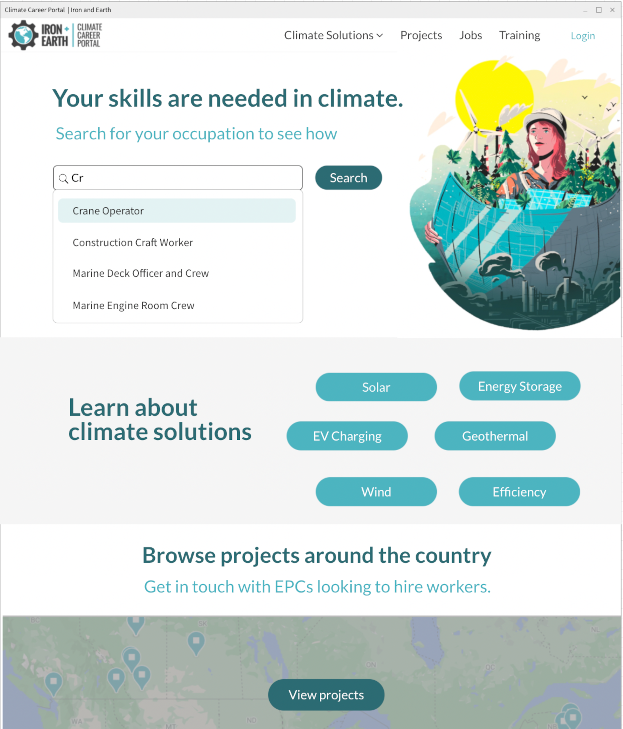 Climate Career Portal | Iron and Earth
IRON +
EARTH
CLIMATE
CAREER
PORTAL
Climate Solutions Projects Jobs Training Login
Your skills are needed in climate.
Search for your occupation to see how
Cr
Search
Crane Operator
Construction Craft Worker
Marine Deck Officer and Crew
Marine Engine Room Crew
Learn about
climate solutions
Solar
Energy Storage
EV Charging
Geothermal
Wind
Efficiency
Browse projects around the country
Get in touch with EPCs looking to hire workers.
View projects